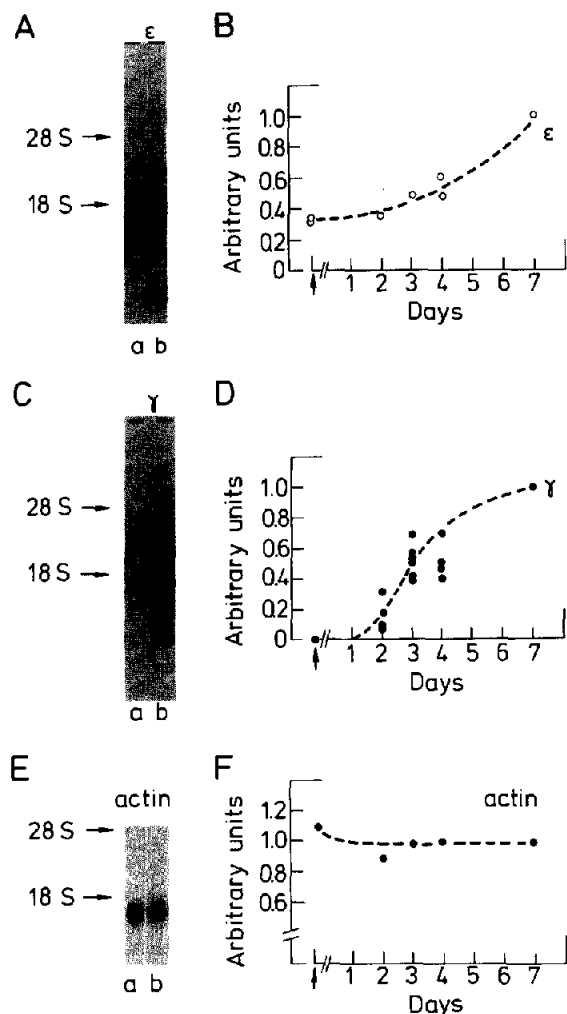 A
ε
28 S
18 S
a b
B
Arbitrary units
1.0
0.8
0.6
0.4
0.2
0
ε
1 2 3 4 5 6 7
Days
C
γ
28 S
18 S
a b
D
Arbitrary units
1.0
0.8
0.6
0.4
0.2
0
γ
1 2 3 4 5 6 7
Days
E
actin
28 S
18 S
a b
F
Arbitrary units
1.2
1.0
0.8
0.6
actin
1 2 3 4 5 6 7
Days